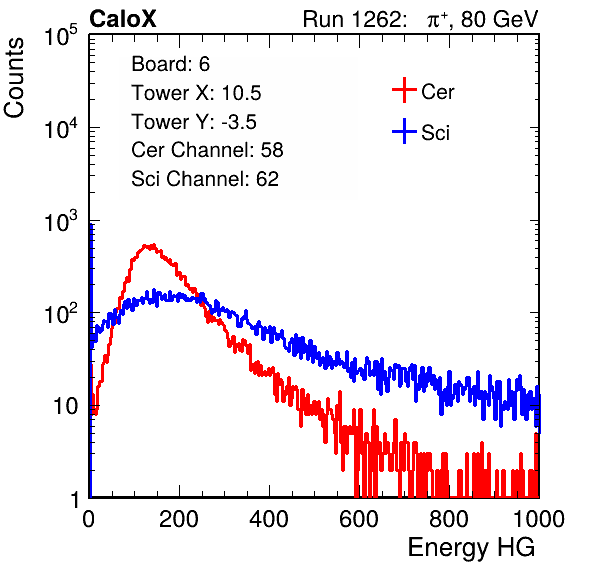 CaloX Run 1262: π⁺, 80 GeV
Counts
10⁵
10⁴
10³
10²
10
1
Board: 6
Tower X: 10.5
Tower Y: -3.5
Cer Channel: 58
Sci Channel: 62
Cer
Sci
0 200 400 600 800 1000
Energy HG